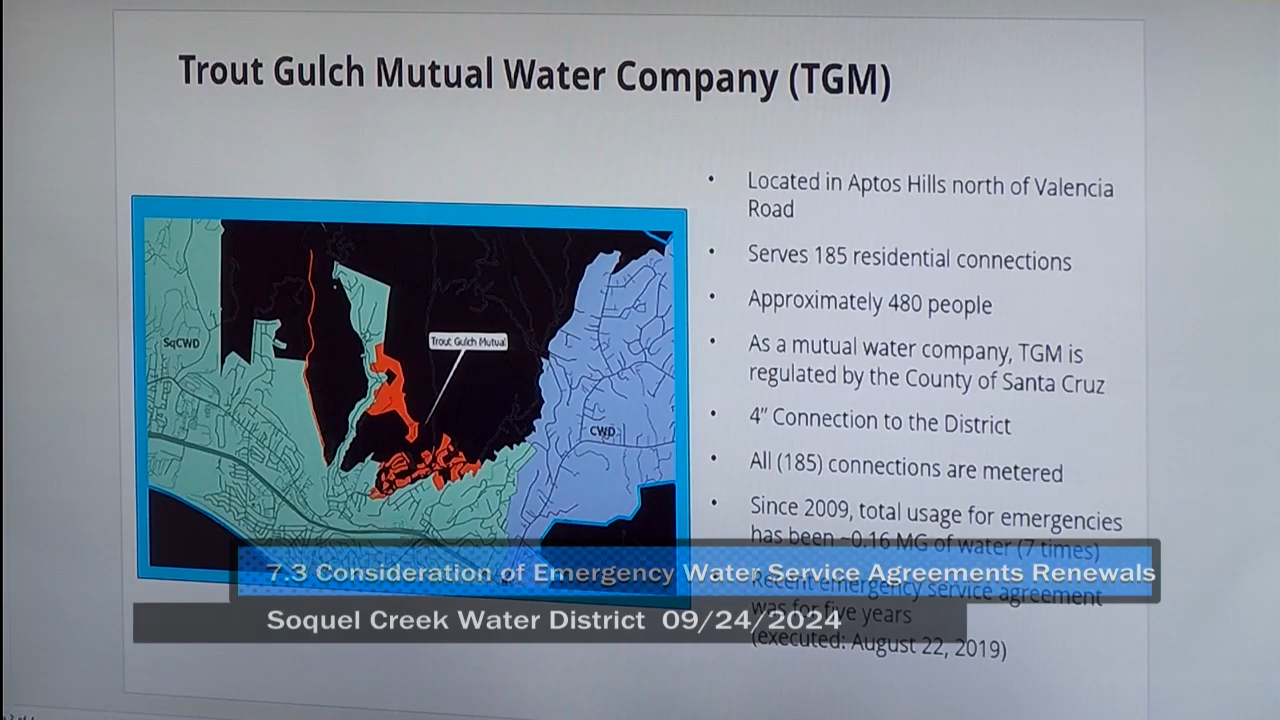 Trout Gulch Mutual Water Company (TGM)
• Located in Aptos Hills north of Valencia
Road
• Serves 185 residential connections
• Approximately 480 people
• As a mutual water company, TGM is
regulated by the County of Santa Cruz
• 4″ Connection to the District
• All (185) connections are metered
• Since 2009, total usage for emergencies
has been ~0.16 MG of water (7 times)
Recent emergency service agreement
was for five years
(executed: August 22, 2019)
SqCWD
Trout Gulch Mutual
CWD
7.3 Consideration of Emergency Water Service Agreements Renewals
Soquel Creek Water District 09/24/2024